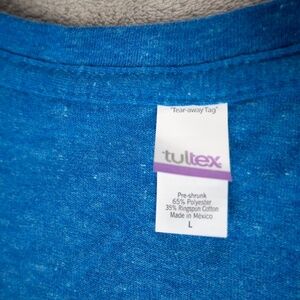 "Tear-away Tag"
tultex
Pre-shrunk
65% Polyester
35% Ringspun Cotton
Made in México
L